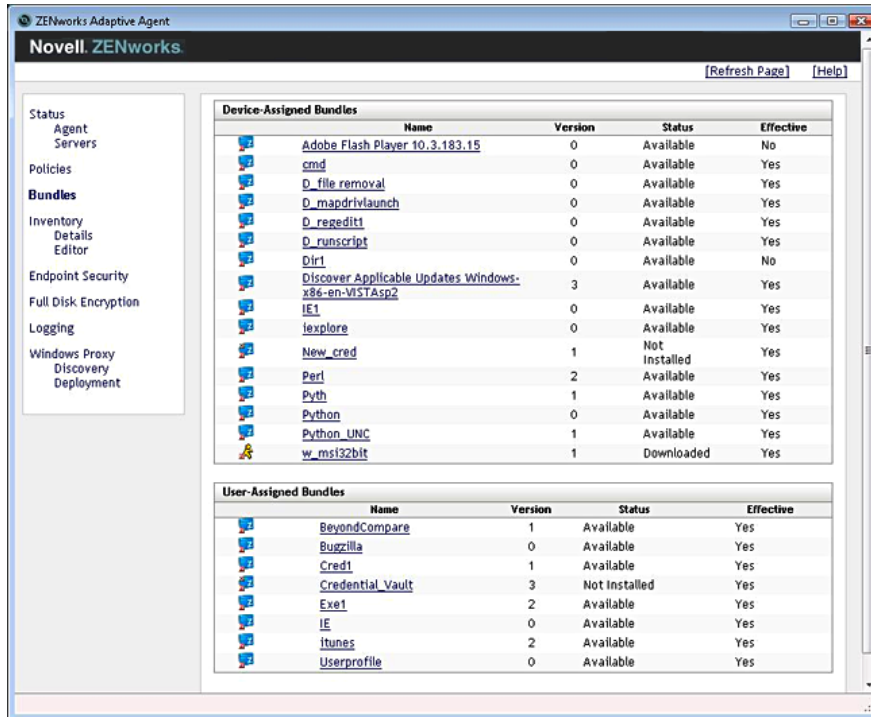 ZENworks Adaptive Agent
Novell. ZENworks.
[Refresh Page] [Help]
Status
Agent
Servers
Policies
Bundles
Inventory
Details
Editor
Endpoint Security
Full Disk Encryption
Logging
Windows Proxy
Discovery
Deployment
Device-Assigned Bundles
Name Version Status Effective
Adobe Flash Player 10.3.183.15 0 Available No
cmd 0 Available Yes
D_file removal 0 Available Yes
D_mapdrivlaunch 0 Available Yes
D_regedit1 0 Available Yes
D_runscript 0 Available Yes
Dir1 0 Available No
Discover Applicable Updates Windows-
x86-en-VISTAsp2 3 Available Yes
IE1 0 Available Yes
iexplore 0 Available Yes
New_cred 1 Not
Installed Yes
Perl 2 Available Yes
Pyth 1 Available Yes
Python 0 Available Yes
Python_UNC 1 Available Yes
w_msi32bit 1 Downloaded Yes
User-Assigned Bundles
Name Version Status Effective
BeyondCompare 1 Available Yes
Bugzilla 0 Available Yes
Cred1 1 Available Yes
Credential_Vault 3 Not Installed Yes
Exe1 2 Available Yes
IE 0 Available Yes
itunes 2 Available Yes
Userprofile 0 Available Yes